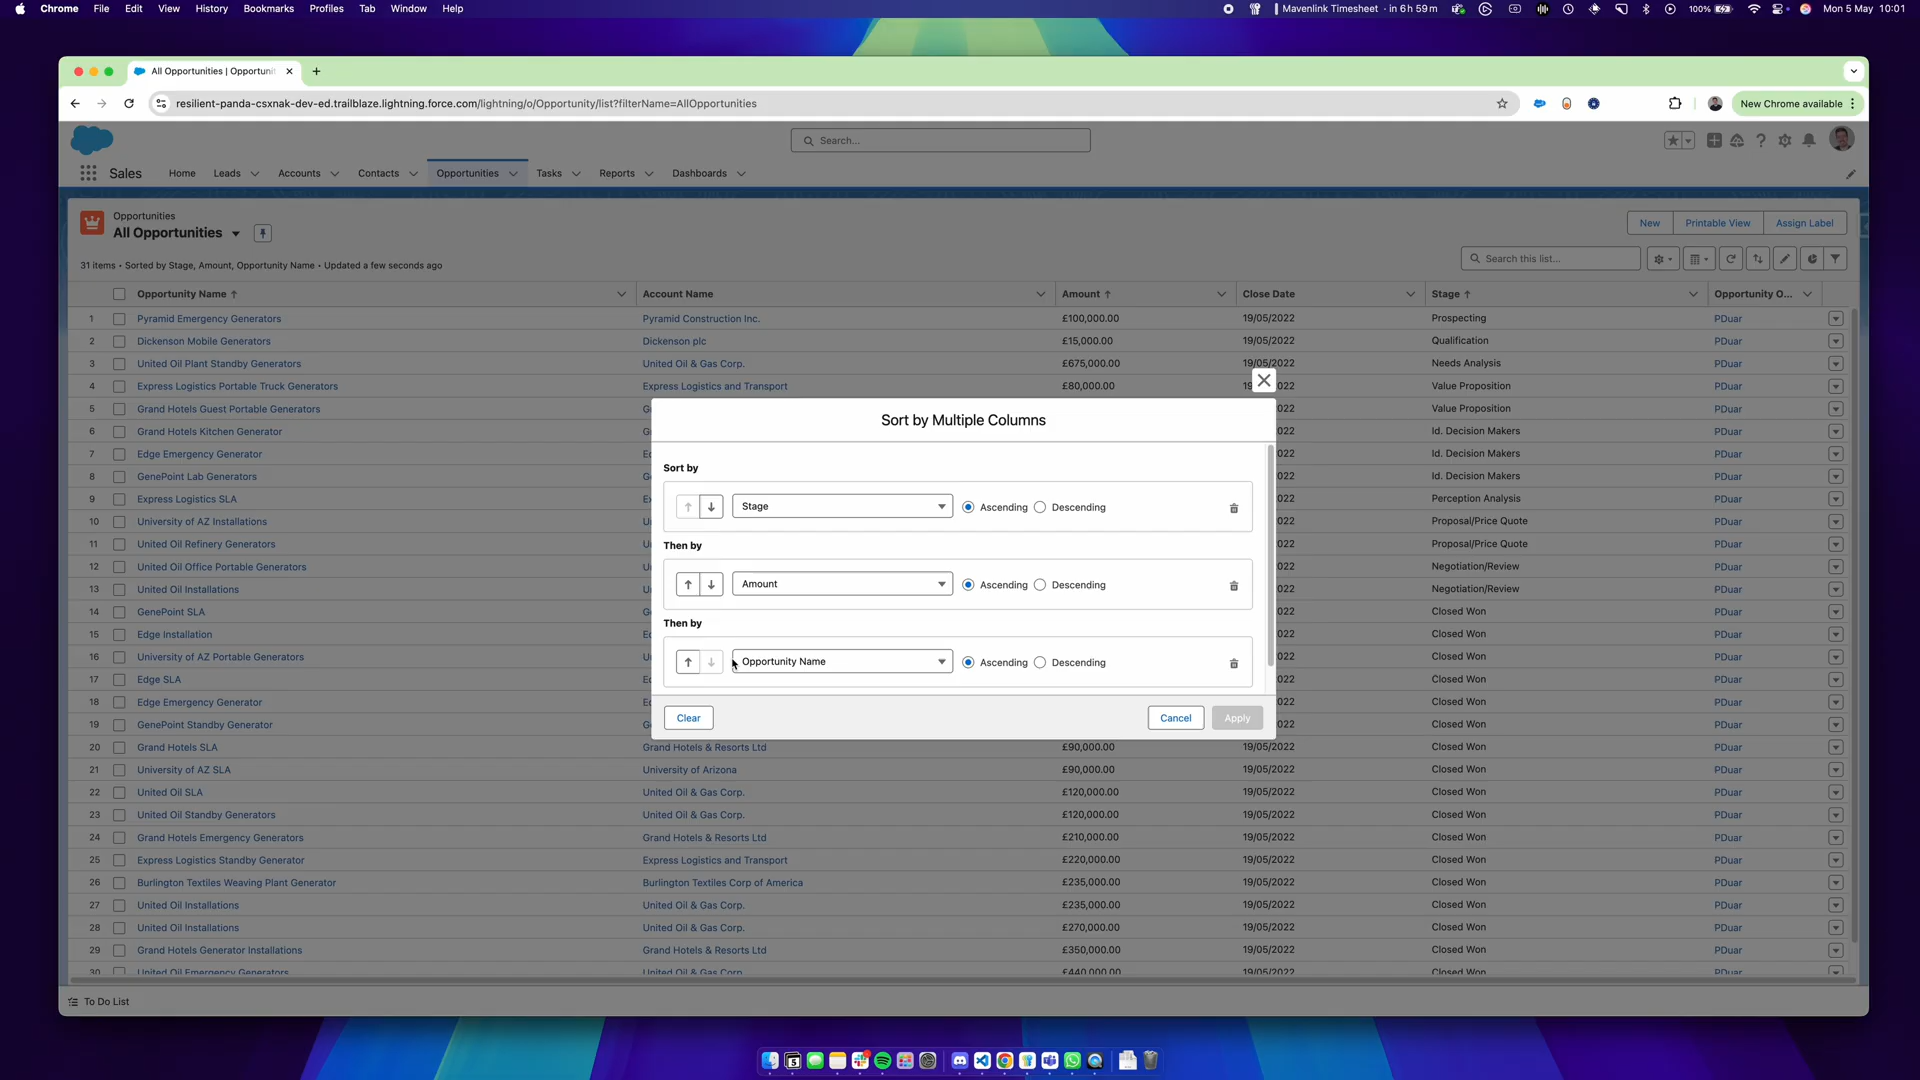 Chrome File Edit View History Bookmarks Profiles Tab Window Help
Mavenlink Timesheet · in 6 h 59 m 100% Mon 5 May 10:01
All Opportunities | Opportunit
resilient-panda-csxnak-dev-ed.trailblaze.lightning.force.com/lightning/o/Opportunity/list?filterName=AllOpportunities
New Chrome available
Search...
Sales Home Leads Accounts Contacts Opportunities Tasks Reports Dashboards
Opportunities
All Opportunities
New Printable View Assign Label
31 items • Sorted by Stage, Amount, Opportunity Name • Updated a few seconds ago
Search this list...
Opportunity Name Account Name Amount Close Date Stage Opportunity O...
1 Pyramid Emergency Generators Pyramid Construction Inc. £100,000.00 19/05/2022 Prospecting PDuar
2 Dickenson Mobile Generators Dickenson plc £15,000.00 19/05/2022 Qualification PDuar
3 United Oil Plant Standby Generators United Oil & Gas Corp. £675,000.00 19/05/2022 Needs Analysis PDuar
4 Express Logistics Portable Truck Generators Express Logistics and Transport £80,000.00 19 022 Value Proposition PDuar
5 Grand Hotels Guest Portable Generators G 022 Value Proposition PDuar
6 Grand Hotels Kitchen Generator G 022 Id. Decision Makers PDuar
7 Edge Emergency Generator Ec 022 Id. Decision Makers PDuar
8 GenePoint Lab Generators G 022 Id. Decision Makers PDuar
9 Express Logistics SLA E 022 Perception Analysis PDuar
10 University of AZ Installations U 022 Proposal/Price Quote PDuar
11 United Oil Refinery Generators U 022 Proposal/Price Quote PDuar
12 United Oil Office Portable Generators U 022 Negotiation/Review PDuar
13 United Oil Installations U 022 Negotiation/Review PDuar
14 GenePoint SLA G 022 Closed Won PDuar
15 Edge Installation Ec 022 Closed Won PDuar
16 University of AZ Portable Generators U 022 Closed Won PDuar
17 Edge SLA Ec 022 Closed Won PDuar
18 Edge Emergency Generator Ec 022 Closed Won PDuar
19 GenePoint Standby Generator G 022 Closed Won PDuar
20 Grand Hotels SLA Grand Hotels & Resorts Ltd £90,000.00 19/05/2022 Closed Won PDuar
21 University of AZ SLA University of Arizona £90,000.00 19/05/2022 Closed Won PDuar
22 United Oil SLA United Oil & Gas Corp. £120,000.00 19/05/2022 Closed Won PDuar
23 United Oil Standby Generators United Oil & Gas Corp. £120,000.00 19/05/2022 Closed Won PDuar
24 Grand Hotels Emergency Generators Grand Hotels & Resorts Ltd £210,000.00 19/05/2022 Closed Won PDuar
25 Express Logistics Standby Generator Express Logistics and Transport £220,000.00 19/05/2022 Closed Won PDuar
26 Burlington Textiles Weaving Plant Generator Burlington Textiles Corp of America £235,000.00 19/05/2022 Closed Won PDuar
27 United Oil Installations United Oil & Gas Corp. £235,000.00 19/05/2022 Closed Won PDuar
28 United Oil Installations United Oil & Gas Corp. £270,000.00 19/05/2022 Closed Won PDuar
29 Grand Hotels Generator Installations Grand Hotels & Resorts Ltd £350,000.00 19/05/2022 Closed Won PDuar
30 United Oil Emergency Generators United Oil & Gas Corp. £440,000.00 19/05/2022 Closed Won PDuar
Sort by Multiple Columns
Sort by
Stage Ascending Descending
Then by
Amount Ascending Descending
Then by
Opportunity Name Ascending Descending
Clear Cancel Apply
To Do List